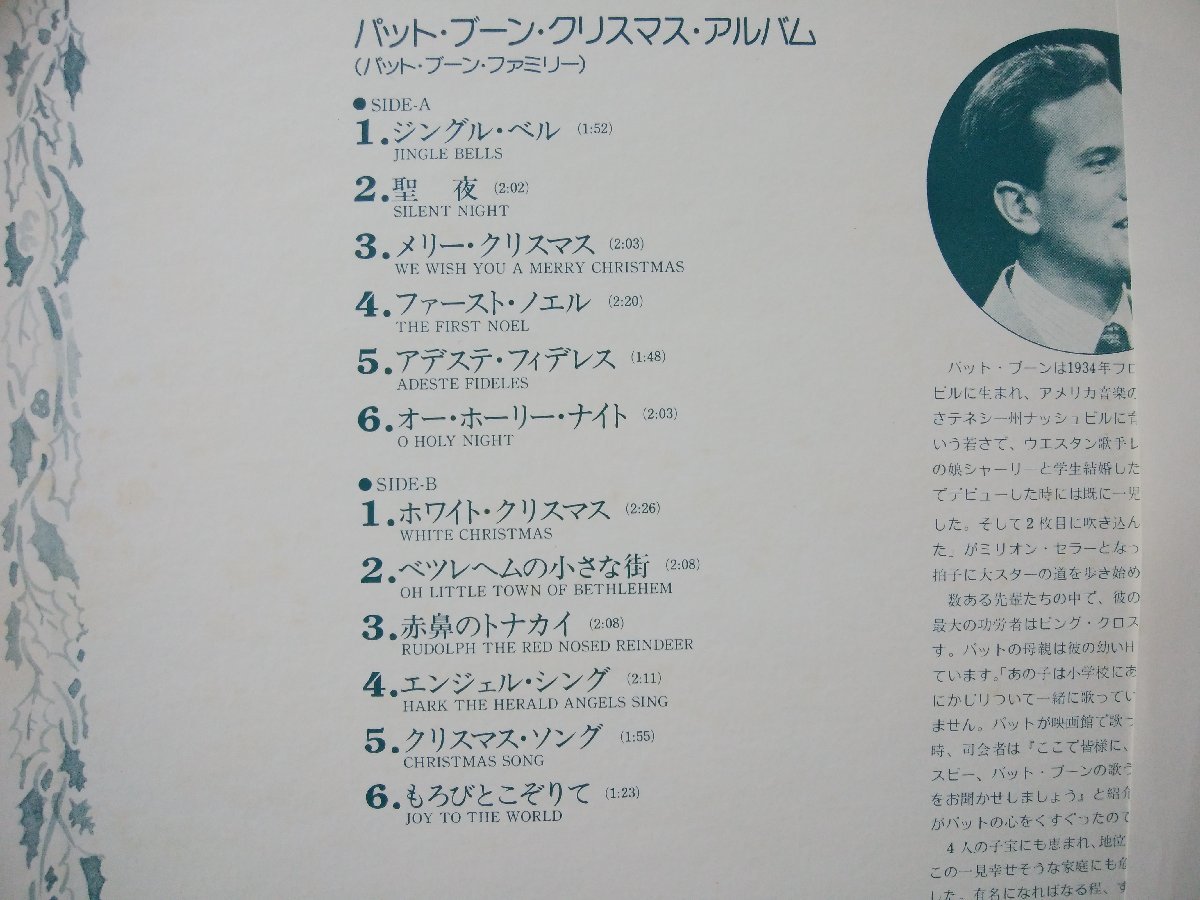 パット・ブーン・クリスマス・アルバム
(パット・ブーン・ファミリー)
●SIDE-A
1.ジングル・ベル (1:52)
JINGLE BELLS
2.聖 夜 (2:02)
SILENT NIGHT
3.メリー・クリスマス (2:03)
WE WISH YOU A MERRY CHRISTMAS
4.ファースト・ノエル (2:20)
THE FIRST NOEL
5.アデステ・フィデレス (1:48)
ADESTE FIDELES
6.オー・ホーリー・ナイト (2:03)
O HOLY NIGHT
●SIDE-B
1.ホワイト・クリスマス (2:26)
WHITE CHRISTMAS
2.ベツレヘムの小さな街 (2:08)
OH LITTLE TOWN OF BETHLEHEM
3.赤鼻のトナカイ (2:08)
RUDOLPH THE RED NOSED REINDEER
4.エンジェル・シング (2:11)
HARK THE HERALD ANGELS SING
5.クリスマス・ソング (1:55)
CHRISTMAS SONG
6.もろびとこぞりて (1:23)
JOY TO THE WORLD
パット・ブーンは1934年フロ
ビルに生まれ、アメリカ音楽の
さテネシー州ナッシュビルに育
いう若さで、ウエスタン歌手レ
の娘シャーリーと学生結婚した
でデビューした時には既に一児
した。そして2枚目に吹き込ん
た」がミリオン・セラーとなっ
拍子に大スターの道を歩き始め
数ある先輩たちの中で、彼の
最大の功労者はビング・クロス
す。パットの母親は彼の幼い
ています。「あの子は小学校にあ
にかじりついて一緒に歌ってい
ません。パットが映画館で歌っ
時、司会者は『ここで皆様に、
スビー、パット・ブーンの歌う
をお聞かせしましょう』と紹介
がパットの心をくすぐったので
4人の子宝にも恵まれ、地位
この一見幸せそうな家庭にも危
した。有名になればなる程、す